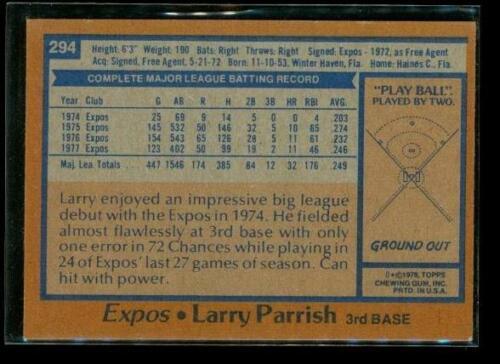 294 Height: 6'3" Weight: 190 Bats: Right Throws: Right Signed: Expos - 1972, as Free Agent
Acq: Signed, Free Agent, 5-21-72 Born: 11-10-53, Winter Haven, Fla. Home: Haines C., Fla.
COMPLETE MAJOR LEAGUE BATTING RECORD
Year Club G AB R H 2B 3B HR RBI AVG.
1974 Expos 25 69 9 14 5 0 0 4 .203
1975 Expos 145 532 50 146 32 5 10 65 .274
1976 Expos 154 543 65 126 28 5 11 61 .232
1977 Expos 123 402 50 99 19 2 11 46 .246
Maj. Lea. Totals 447 1546 174 385 84 12 32 176 .249
"PLAY BALL"
PLAYED BY TWO.
GROUND OUT
Larry enjoyed an impressive big league
debut with the Expos in 1974. He fielded
almost flawlessly at 3rd base with only
one error in 72 Chances while playing in
24 of Expos' last 27 games of season. Can
hit with power.
©1978, TOPPS
CHEWING GUM, INC.
PRTD. IN U.S.A.
Expos • Larry Parrish 3rd BASE